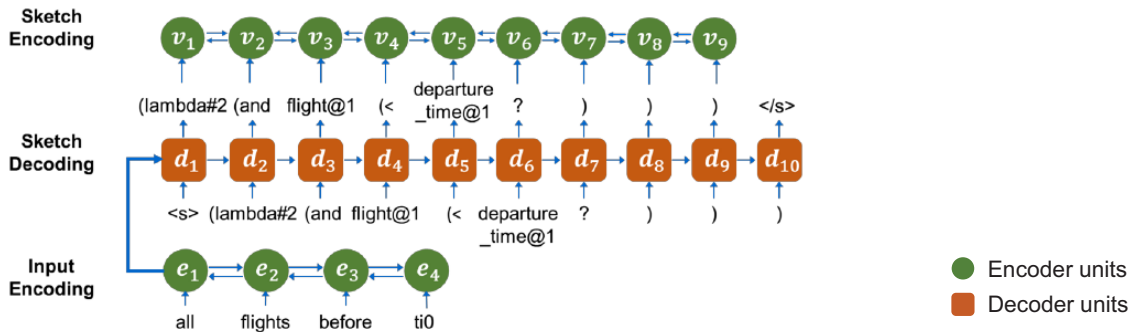 Sketch
Encoding
v1 v2 v3 v4 v5 v6 v7 v8 v9
(lambda#2 (and flight@1 (< departure
_time@1 ? ) ) ) </s>
Sketch
Decoding
d1 d2 d3 d4 d5 d6 d7 d8 d9 d10
<s> (lambda#2 (and flight@1 (< departure
_time@1 ? ) ) )
Input
Encoding
e1 e2 e3 e4
all flights before ti0
Encoder units
Decoder units